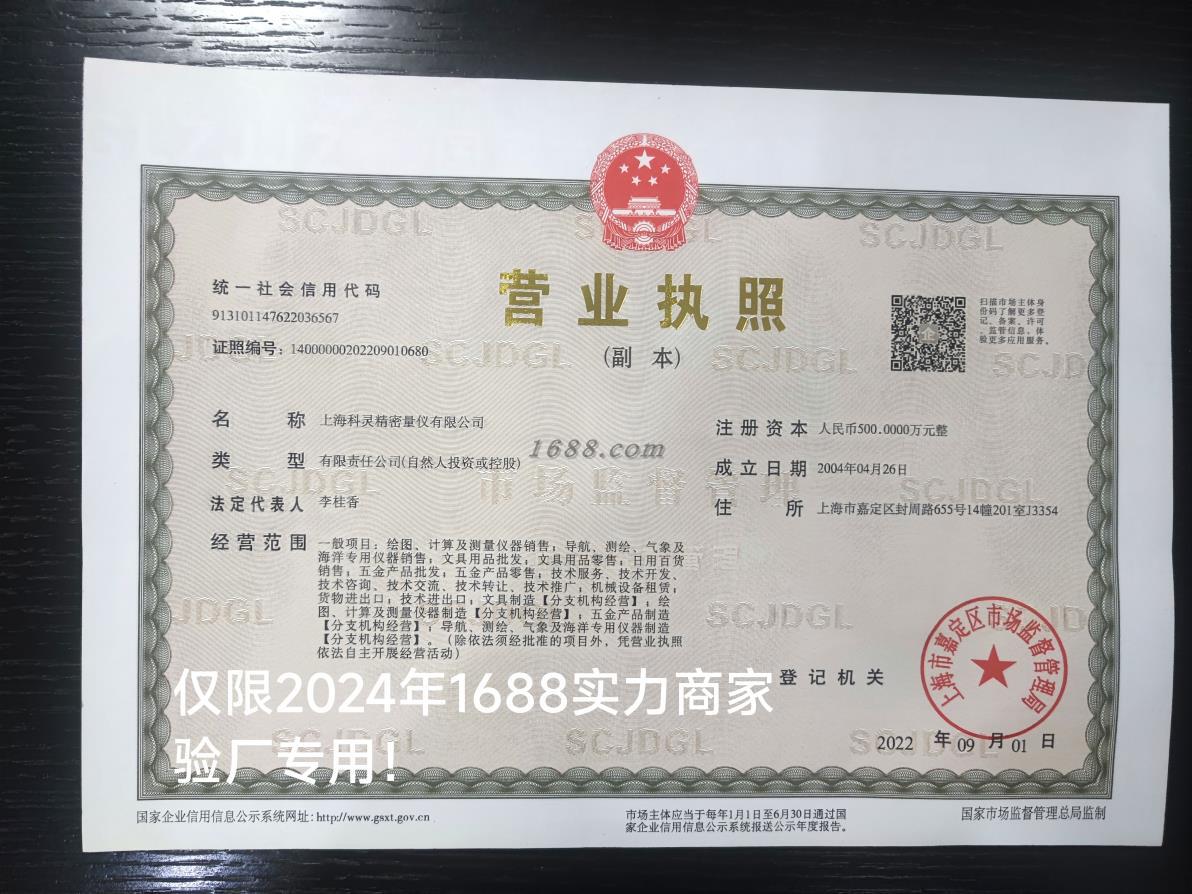 营业执照
(副 本)
统一社会信用代码
913101147622036567
证照编号：14000000202209010680
扫描市场主体身
份码了解更多登
记、备案、许可
、监管信息，体
验更多应用服务。
名 称 上海科灵精密量仪有限公司
类 型 有限责任公司(自然人投资或控股)
法定代表人 李桂香
经营范围 一般项目：绘图、计算及测量仪器销售；导航、测绘、气象及
海洋专用仪器销售；文具用品批发；文具用品零售；日用百货
销售；五金产品批发；五金产品零售；技术服务、技术开发、
技术咨询、技术交流、技术转让、技术推广；机械设备租赁；
货物进出口；技术进出口；文具制造【分支机构经营】；绘
图、计算及测量仪器制造【分支机构经营】；五金产品制造
【分支机构经营】；导航、测绘、气象及海洋专用仪器制造
【分支机构经营】。（除依法须经批准的项目外，凭营业执照
依法自主开展经营活动）
注册资本 人民币500.0000万元整
成立日期 2004年04月26日
住 所 上海市嘉定区封周路655号14幢201室J3354
1688.com
市场监督管理
SCJDGL
登记机关
上海市嘉定区市场监督管理局
2022 年 09 月 01 日
仅限2024年1688实力商家
验厂专用！
国家企业信用信息公示系统网址：http://www.gsxt.gov.cn
市场主体应当于每年1月1日至6月30日通过国
家企业信用信息公示系统报送公示年度报告。
国家市场监督管理总局监制